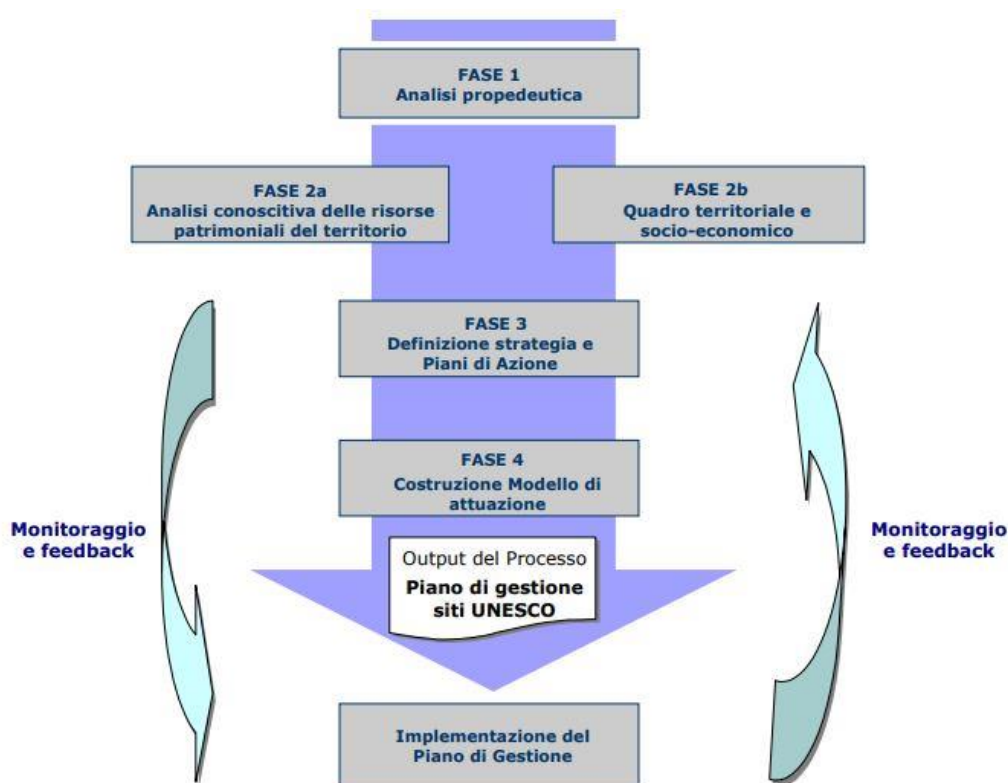 FASE 1
Analisi propedeutica
FASE 2a
Analisi conoscitiva delle risorse
patrimoniali del territorio
FASE 2b
Quadro territoriale e
socio-economico
FASE 3
Definizione strategia e
Piani di Azione
FASE 4
Costruzione Modello di
attuazione
Monitoraggio
e feedback
Monitoraggio
e feedback
Output del Processo
Piano di gestione
siti UNESCO
Implementazione del
Piano di Gestione